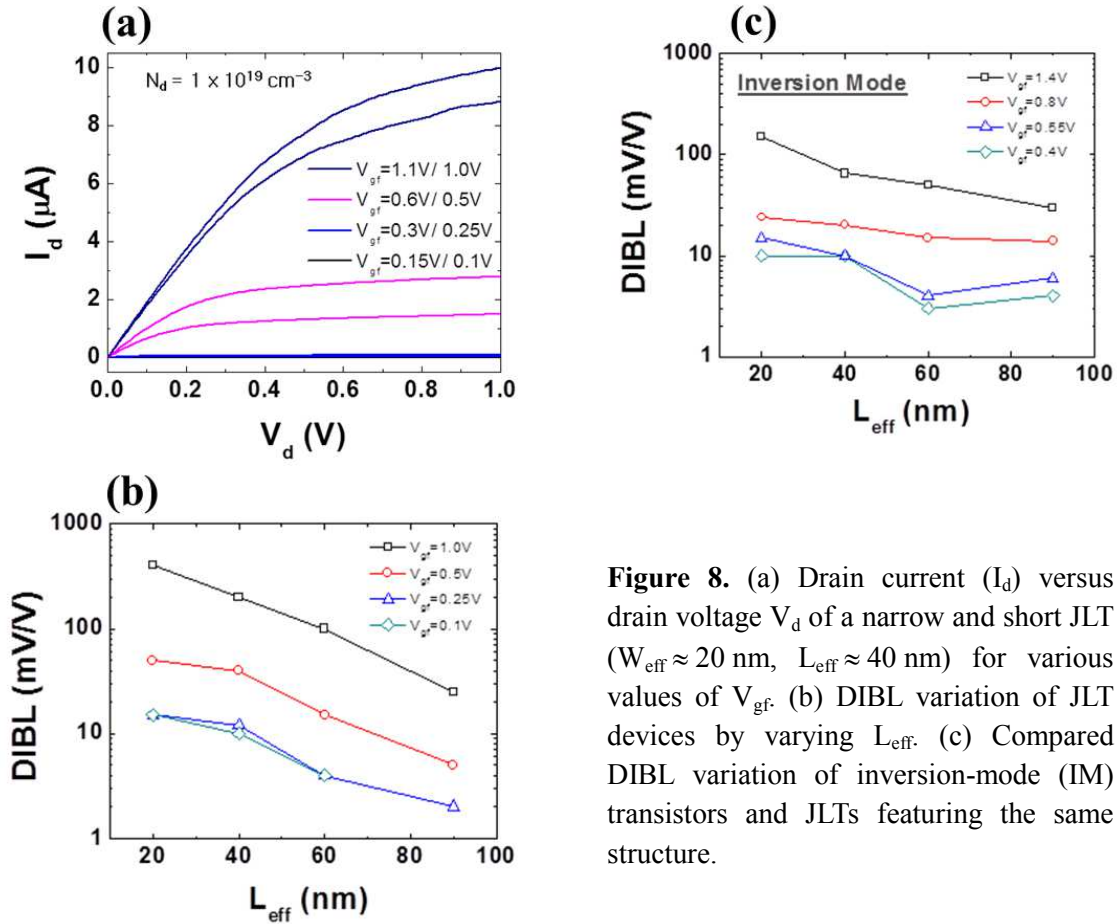 (a)
N_d = 1 x 10^19 cm^−3
10
8
6
4
2
0
I_d (μA)
V_gf=1.1V/ 1.0V
V_gf=0.6V/ 0.5V
V_gf=0.3V/ 0.25V
V_gf=0.15V/ 0.1V
0.0 0.2 0.4 0.6 0.8 1.0
V_d (V)
(c)
1000
100
10
1
DIBL (mV/V)
Inversion Mode
V_gf=1.4V
V_gf=0.8V
V_gf=0.55V
V_gf=0.4V
20 40 60 80 100
L_eff (nm)
(b)
1000
100
10
1
DIBL (mV/V)
V_gf=1.0V
V_gf=0.5V
V_gf=0.25V
V_gf=0.1V
20 40 60 80 100
L_eff (nm)
Figure 8. (a) Drain current (I_d) versus
drain voltage V_d of a narrow and short JLT
(W_eff ≈ 20 nm, L_eff ≈ 40 nm) for various
values of V_gf. (b) DIBL variation of JLT
devices by varying L_eff. (c) Compared
DIBL variation of inversion-mode (IM)
transistors and JLTs featuring the same
structure.